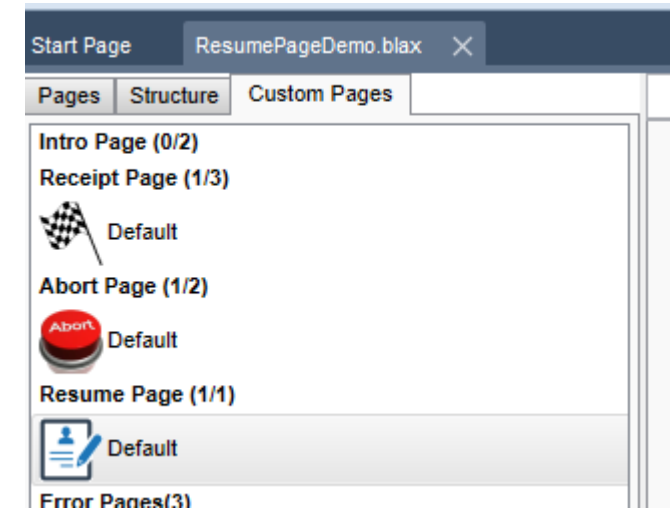 Start Page ResumePageDemo.blax
Pages Structure Custom Pages
Intro Page (0/2)
Receipt Page (1/3)
Default
Abort Page (1/2)
Abort
Default
Resume Page (1/1)
Default
Error Pages(3)